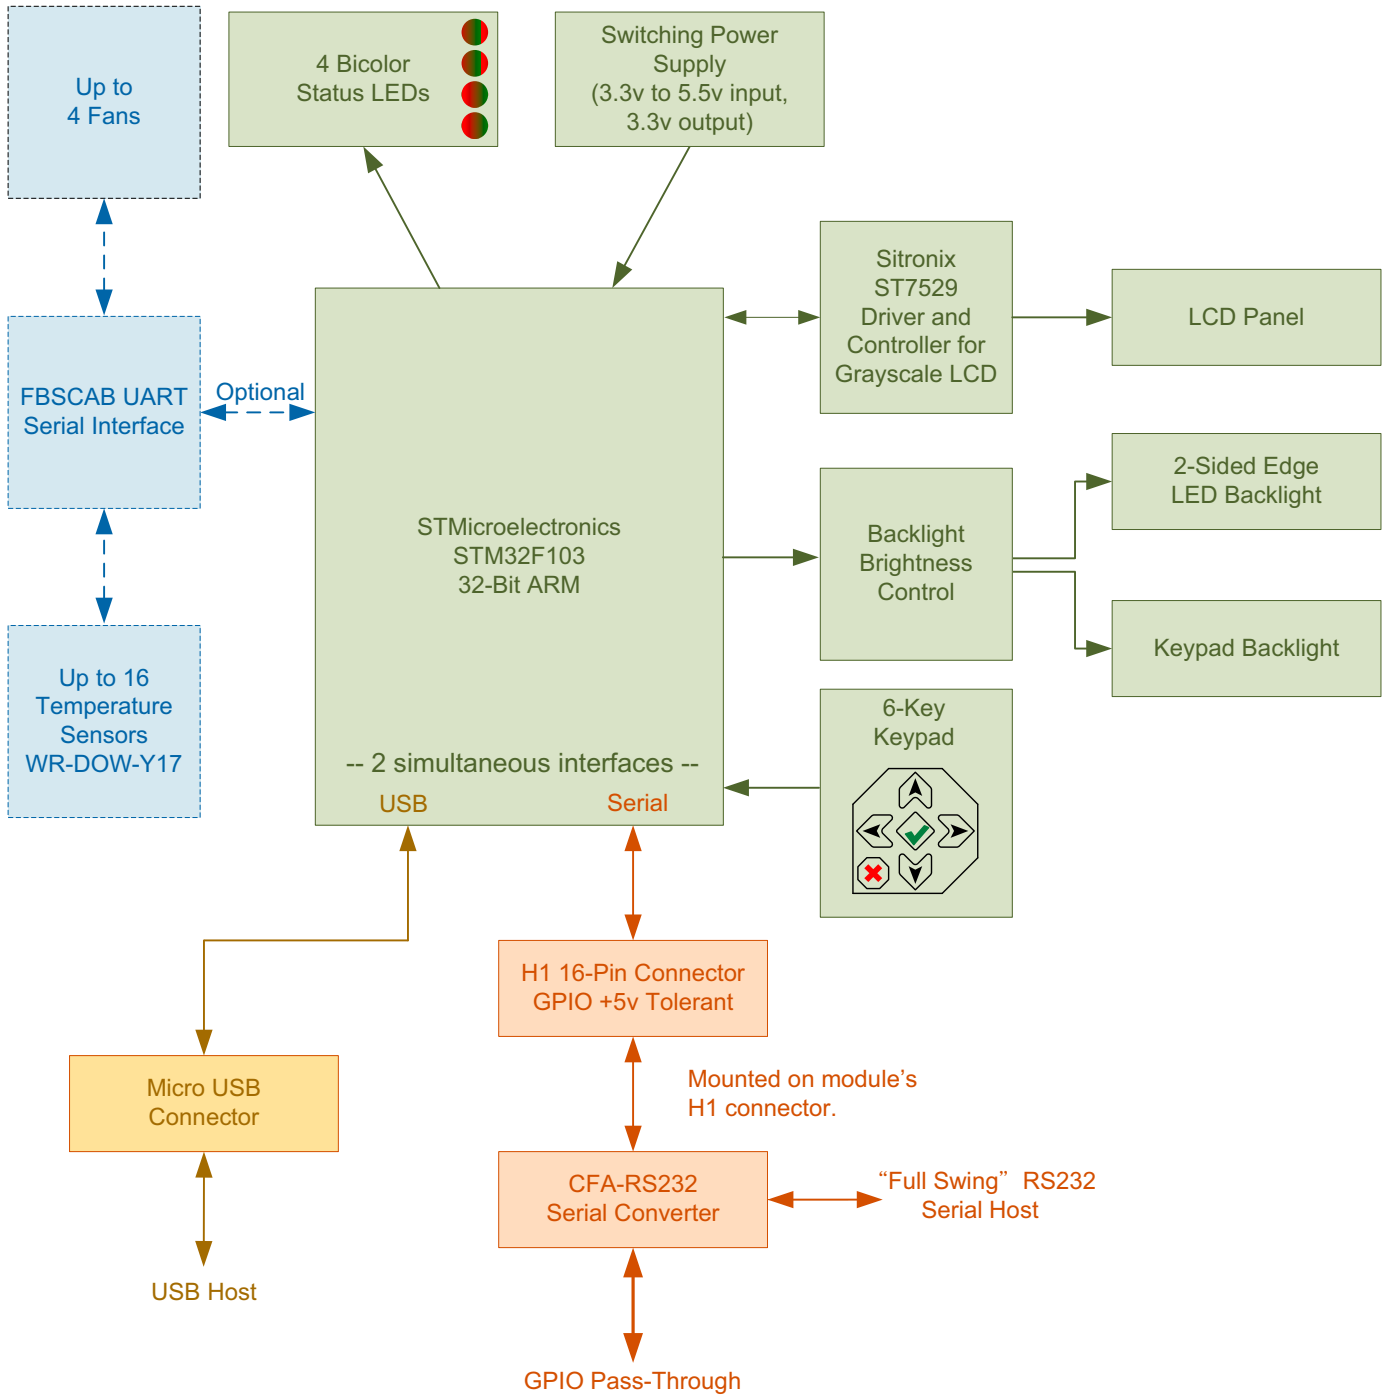 Up to
4 Fans
4 Bicolor
Status LEDs
Switching Power
Supply
(3.3v to 5.5v input,
3.3v output)
Sitronix
ST7529
Driver and
Controller for
Grayscale LCD
LCD Panel
FBSCAB UART
Serial Interface
Optional
STMicroelectronics
STM32F103
32-Bit ARM
Backlight
Brightness
Control
2-Sided Edge
LED Backlight
Keypad Backlight
Up to 16
Temperature
Sensors
WR-DOW-Y17
6-Key
Keypad
-- 2 simultaneous interfaces --
USB
Serial
H1 16-Pin Connector
GPIO +5v Tolerant
Micro USB
Connector
Mounted on module’s
H1 connector.
CFA-RS232
Serial Converter
“Full Swing” RS232
Serial Host
USB Host
GPIO Pass-Through